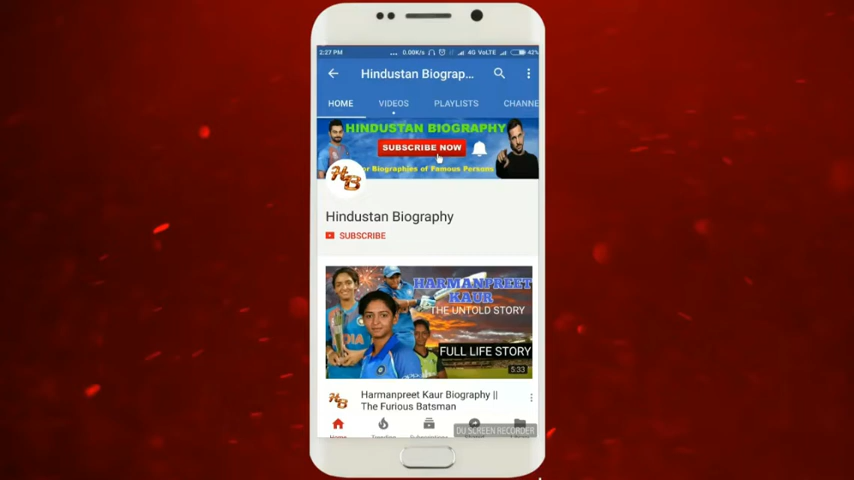 2:27 PM
... 0.00K/s 4G VoLTE 42%
Hindustan Biograp...
HOME VIDEOS PLAYLISTS CHANNE
HINDUSTAN BIOGRAPHY
SUBSCRIBE NOW
or Biographies of Famous Persons
HB
Hindustan Biography
SUBSCRIBE
HARMANPREET
KAUR
THE UNTOLD STORY
FULL LIFE STORY
5:33
HB
Harmanpreet Kaur Biography ||
The Furious Batsman
Home
DU SCREEN RECORDER